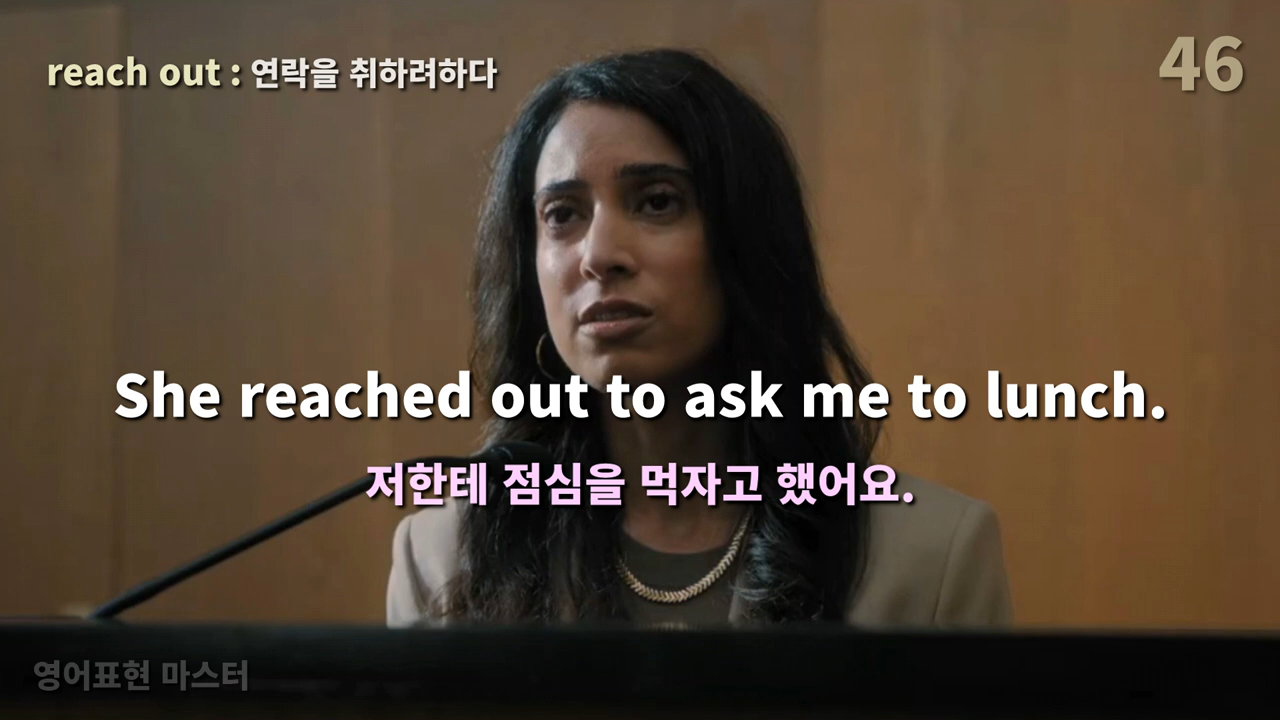 reach out : 연락을 취하려하다
46
She reached out to ask me to lunch.
저한테 점심을 먹자고 했어요.
영어표현 마스터